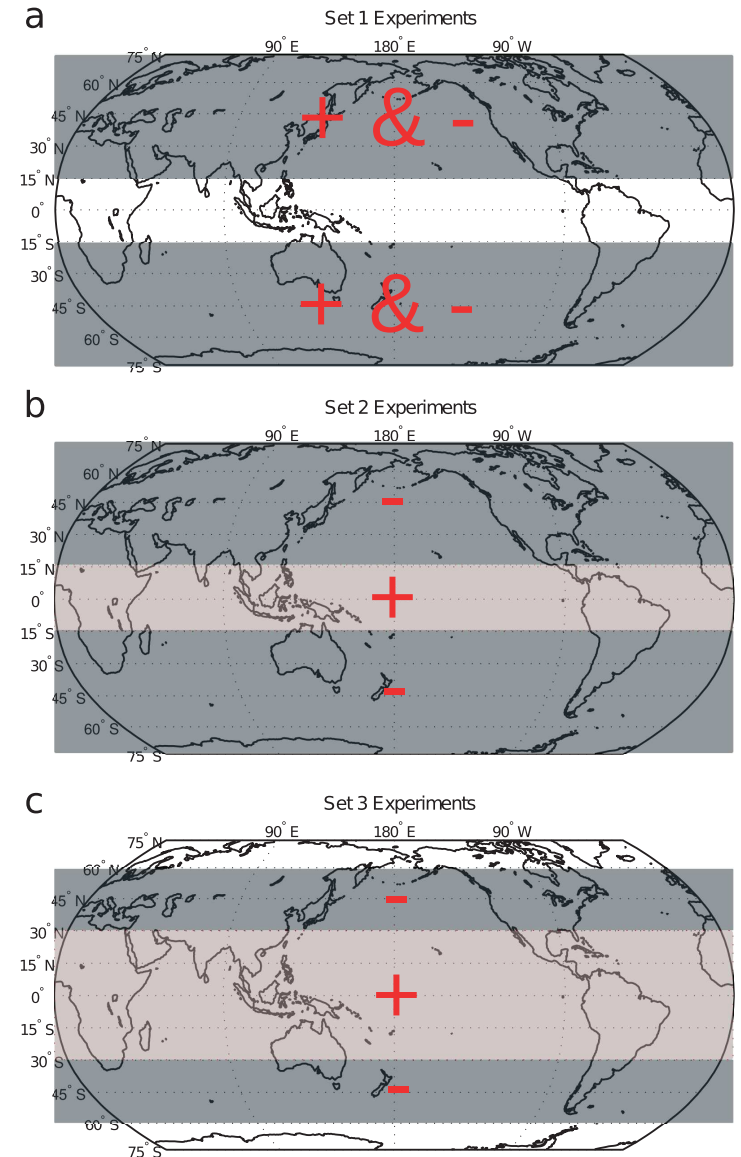 a
Set 1 Experiments
90° E 180° E 90° W
75° N
60° N
45° N
30° N
15° N
0°
15° S
30° S
45° S
60° S
75° S
+ & -
+ & -
b
Set 2 Experiments
90° E 180° E 90° W
75° N
60° N
45° N
30° N
15° N
0°
15° S
30° S
45° S
60° S
75° S
-
+
-
c
Set 3 Experiments
90° E 180° E 90° W
75° N
60° N
45° N
30° N
15° N
0°
15° S
30° S
45° S
60° S
75° S
-
+
-